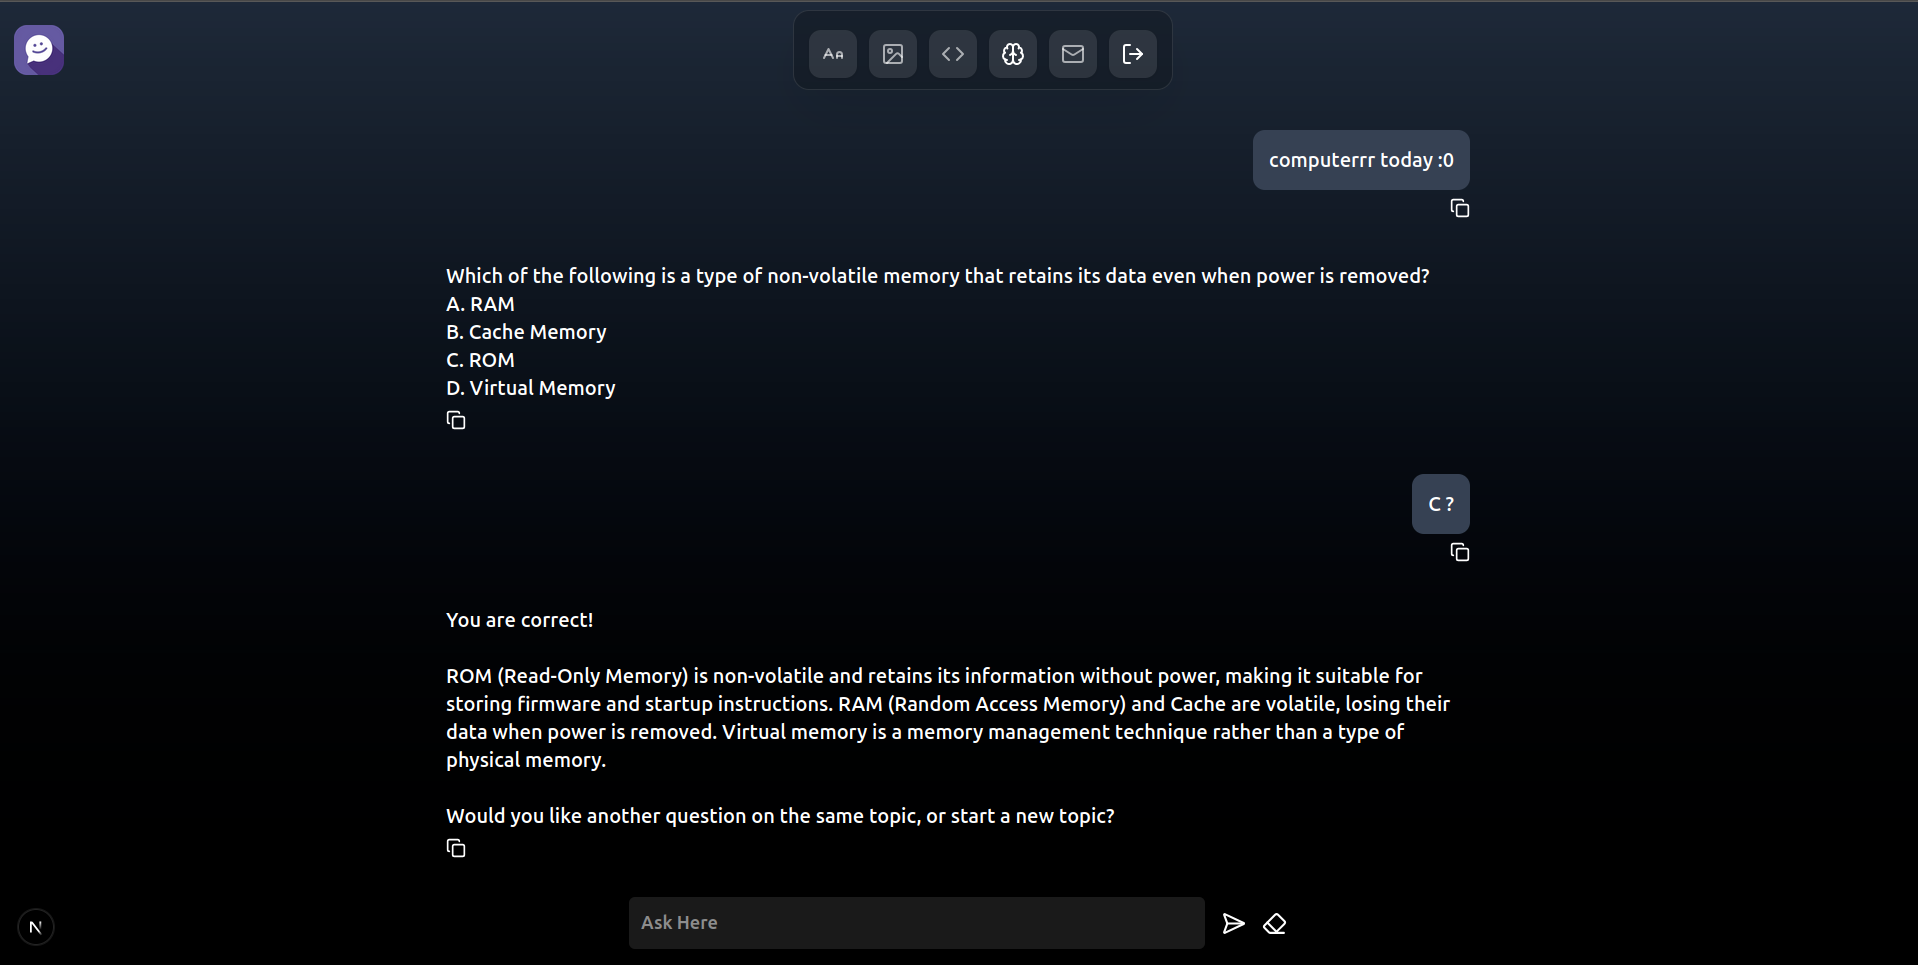 AA
computerrr today :0
Which of the following is a type of non-volatile memory that retains its data even when power is removed?
A. RAM
B. Cache Memory
C. ROM
D. Virtual Memory
C ?
You are correct!
ROM (Read-Only Memory) is non-volatile and retains its information without power, making it suitable for
storing firmware and startup instructions. RAM (Random Access Memory) and Cache are volatile, losing their
data when power is removed. Virtual memory is a memory management technique rather than a type of
physical memory.
Would you like another question on the same topic, or start a new topic?
Ask Here
N